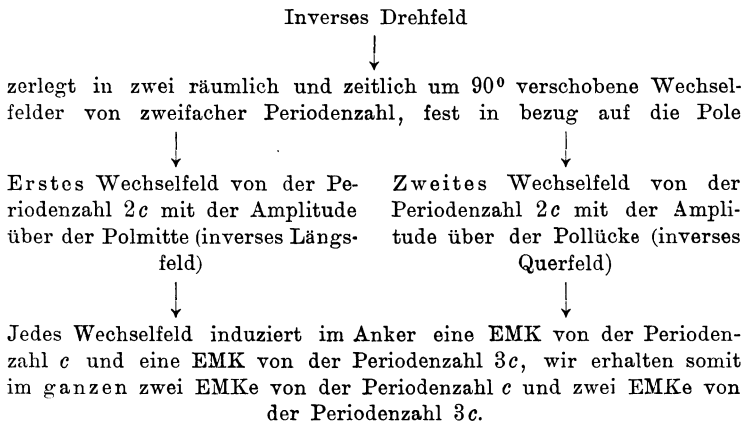 Inverses Drehfeld
zerlegt in zwei räumlich und zeitlich um 90⁰ verschobene Wechsel-
felder von zweifacher Periodenzahl, fest in bezug auf die Pole
Erstes Wechselfeld von der Pe-
riodenzahl 2c mit der Amplitude
über der Polmitte (inverses Längs-
feld)
Zweites Wechselfeld von der
Periodenzahl 2c mit der Ampli-
tude über der Pollücke (inverses
Querfeld)
Jedes Wechselfeld induziert im Anker eine EMK von der Perioden-
zahl c und eine EMK von der Periodenzahl 3c, wir erhalten somit
im ganzen zwei EMKe von der Periodenzahl c und zwei EMKe von
der Periodenzahl 3c.